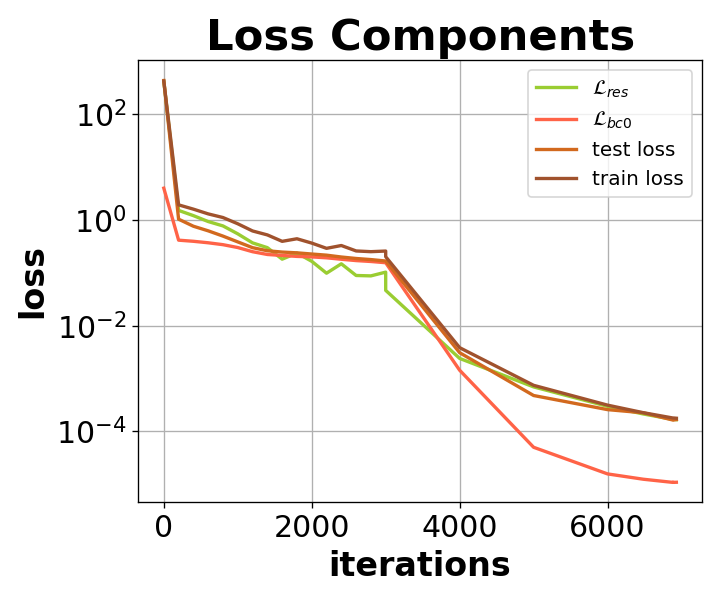 Loss Components
loss
10^2
10^0
10^−2
10^−4
0 2000 4000 6000
iterations
ℒ_res
ℒ_bc0
test loss
train loss